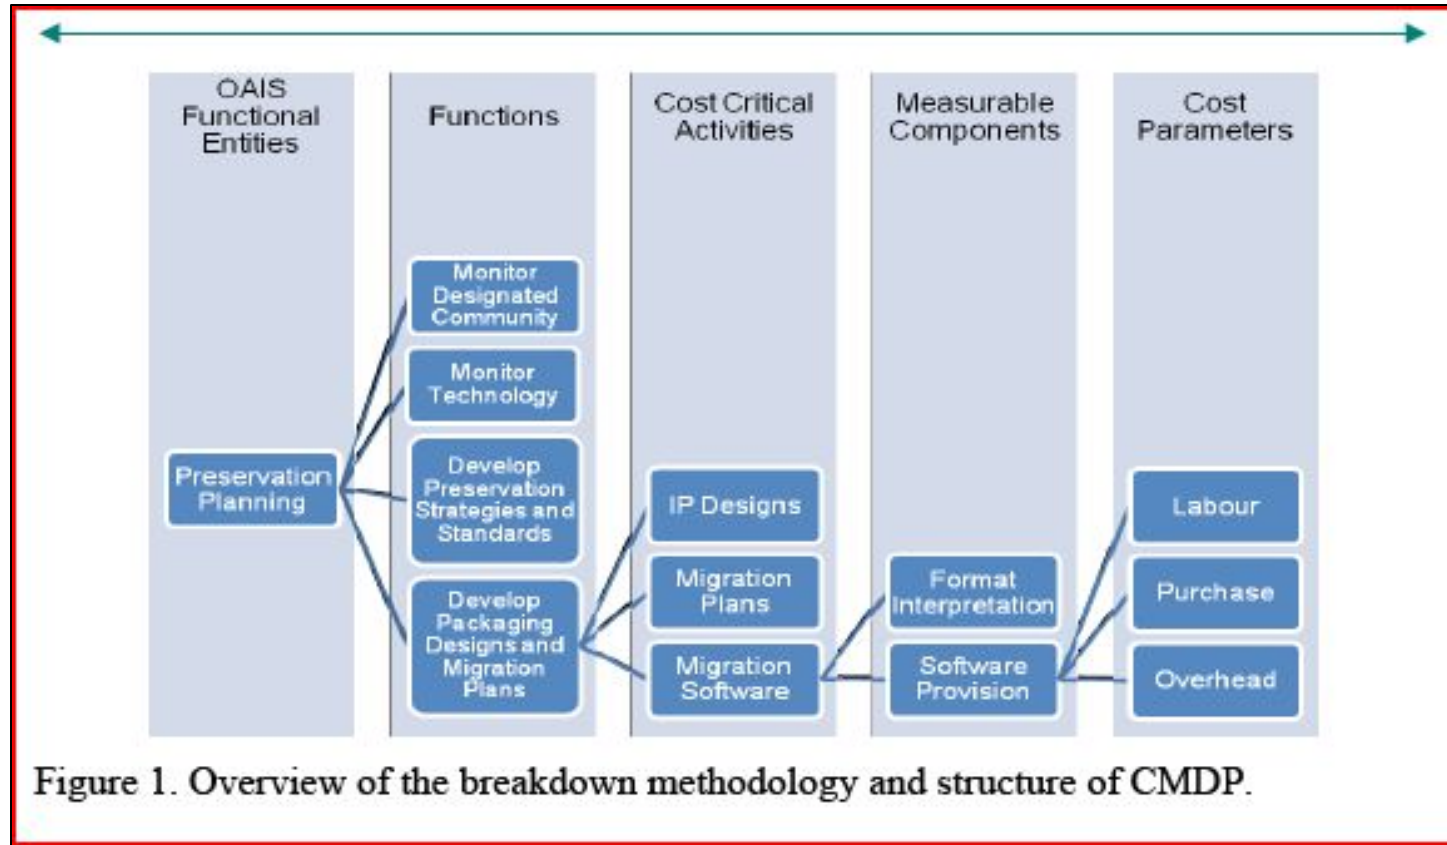 OAIS
Functional
Entities
Functions
Cost Critical
Activities
Measurable
Components
Cost
Parameters
Monitor
Designated
Community
Monitor
Technology
Preservation
Planning
Develop
Preservation
Strategies and
Standards
Develop
Packaging
Designs and
Migration
Plans
IP Designs
Migration
Plans
Migration
Software
Format
Interpretation
Software
Provision
Labour
Purchase
Overhead
Figure 1. Overview of the breakdown methodology and structure of CMDP.